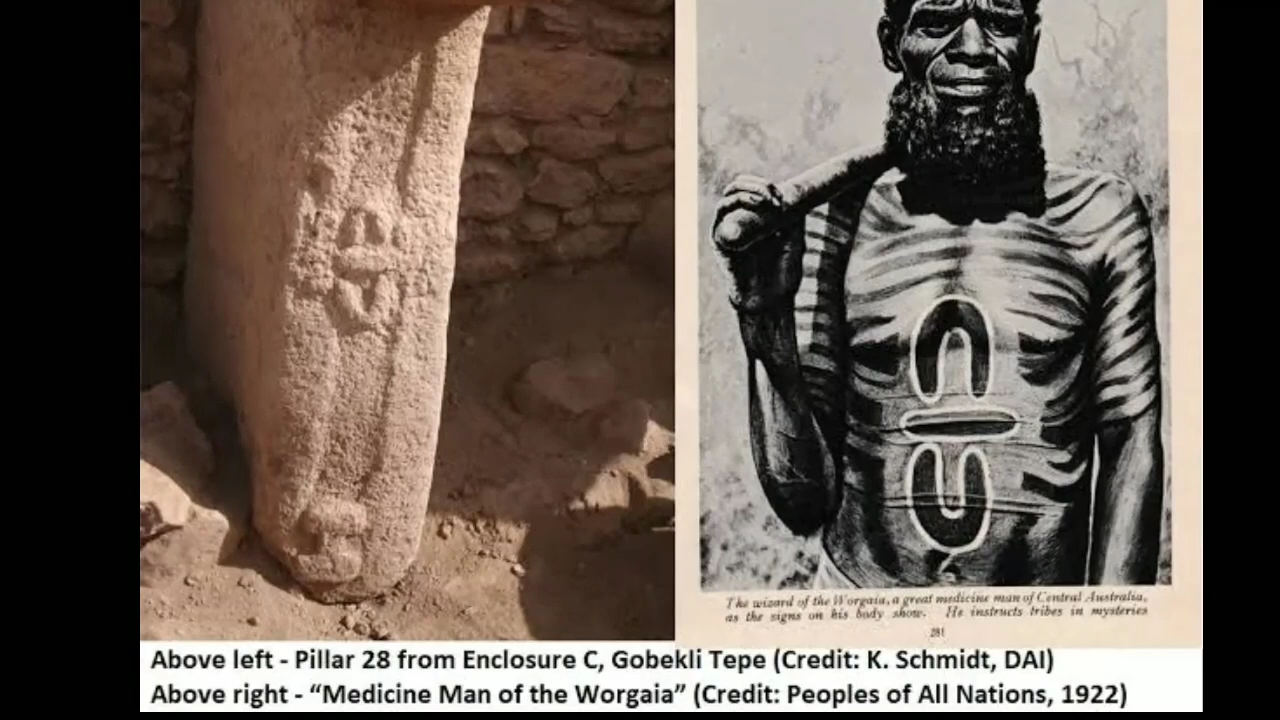 The wizard of the Worgaia, a great medicine man of Central Australia,
as the signs on his body show. He instructs tribes in mysteries
281
Above left - Pillar 28 from Enclosure C, Gobekli Tepe (Credit: K. Schmidt, DAI)
Above right - “Medicine Man of the Worgaia” (Credit: Peoples of All Nations, 1922)